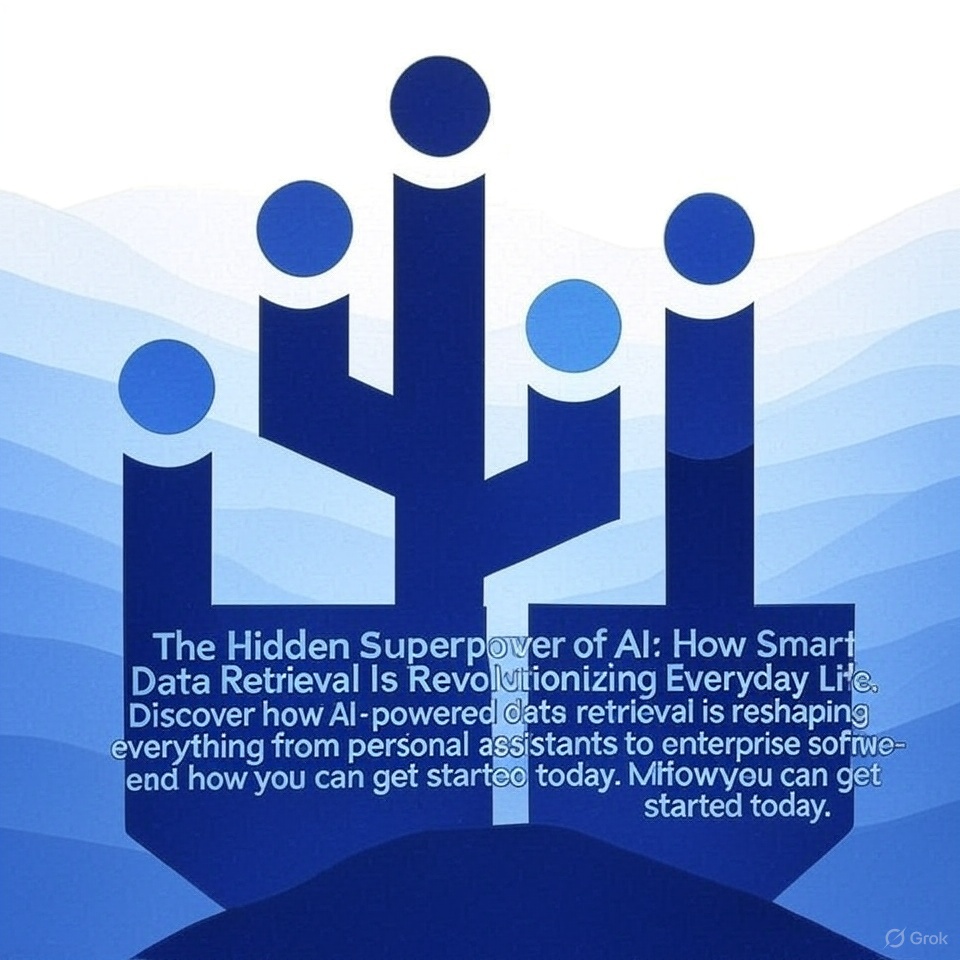 The Hidden Superpower of AI: How Smart
Data Retrieval Is Revolutionizing Everyday Life.
Discover how AI-powered dats retrieval is reshaping
everything from personal assistants to enterprise
end how you can get starteo today. can get
started today.
Grok